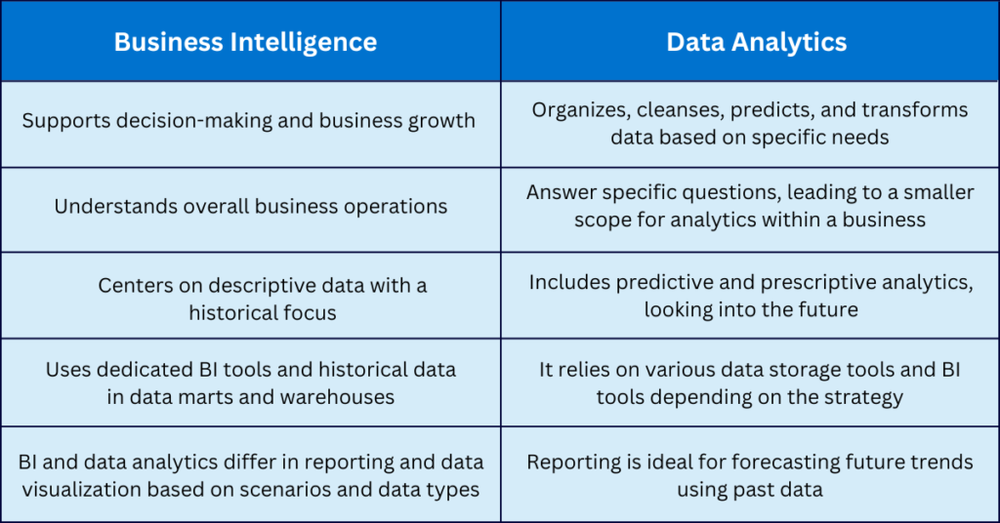 Business Intelligence
Data Analytics
Supports decision-making and business growth
Organizes, cleanses, predicts, and transforms
data based on specific needs
Understands overall business operations
Answer specific questions, leading to a smaller
scope for analytics within a business
Centers on descriptive data with a
historical focus
Includes predictive and prescriptive analytics,
looking into the future
Uses dedicated BI tools and historical data
in data marts and warehouses
It relies on various data storage tools and BI
tools depending on the strategy
BI and data analytics differ in reporting and data
visualization based on scenarios and data types
Reporting is ideal for forecasting future trends
using past data